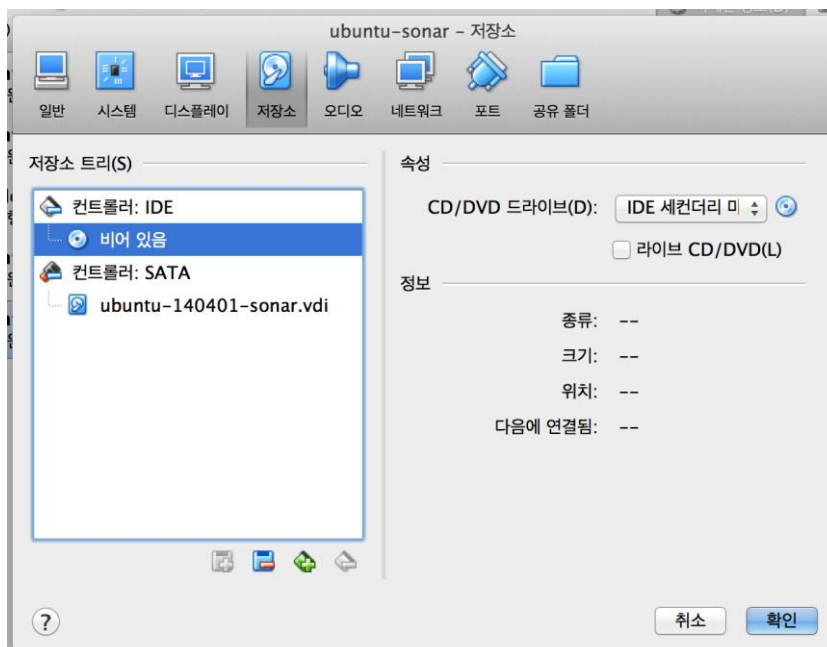 ubuntu-sonar – 저장소
일반 시스템 디스플레이 저장소 오디오 네트워크 포트 공유 폴더
저장소 트리(S)
컨트롤러: IDE
비어 있음
컨트롤러: SATA
ubuntu-140401-sonar.vdi
속성
CD/DVD 드라이브(D): IDE 세컨더리
라이브 CD/DVD(L)
정보
종류: --
크기: --
위치: --
다음에 연결됨: --
?
취소 확인